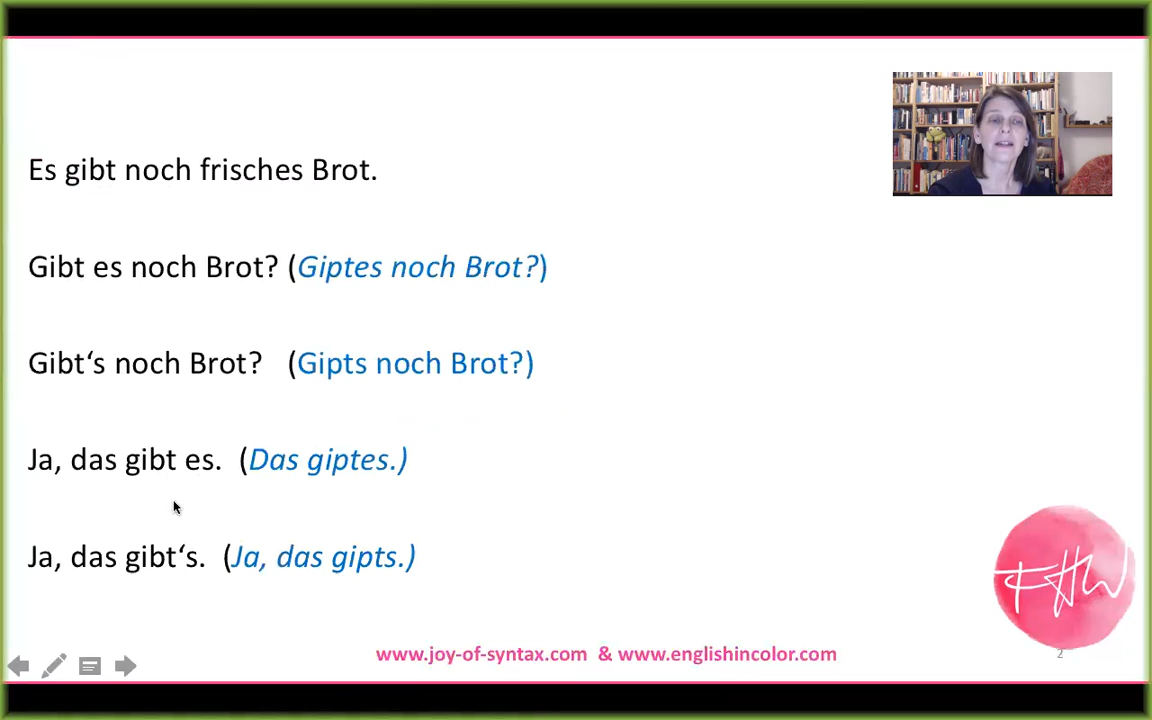 Es gibt noch frisches Brot.
Gibt es noch Brot? (Giptes noch Brot?)
Gibt‘s noch Brot? (Gipts noch Brot?)
Ja, das gibt es. (Das giptes.)
Ja, das gibt‘s. (Ja, das gipts.)
FHW
www.joy-of-syntax.com & www.englishincolor.com
2